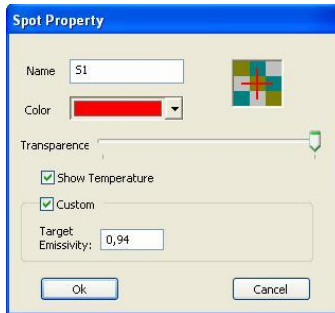 Spot Property
Name S1
Color
Transparence
Show Temperature
Custom
Target
Emissivity: 0,94
Ok Cancel